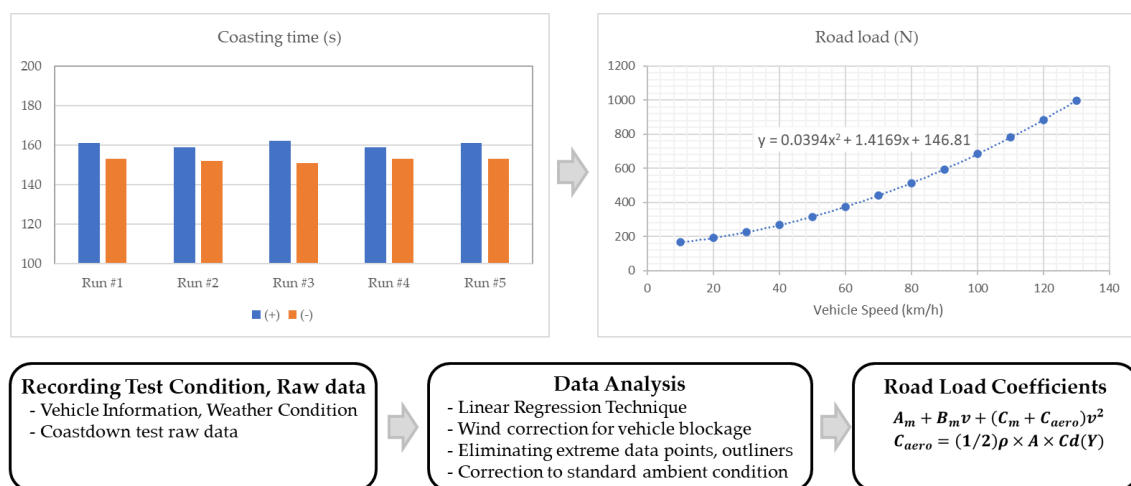 Coasting time (s)
200
180
160
140
120
100
Run #1 Run #2 Run #3 Run #4 Run #5
(+) (-)
Road load (N)
1200
1000
800
600
400
200
0
y = 0.0394x² + 1.4169x + 146.81
0 20 40 60 80 100 120 140
Vehicle Speed (km/h)
Recording Test Condition, Raw data
- Vehicle Information, Weather Condition
- Coastdown test raw data
Data Analysis
- Linear Regression Technique
- Wind correction for vehicle blockage
- Eliminating extreme data points, outliners
- Correction to standard ambient condition
Road Load Coefficients
Aₘ + Bₘv + (Cₘ + C_aero)v²
C_aero = (1/2)ρ × A × Cd(Y)